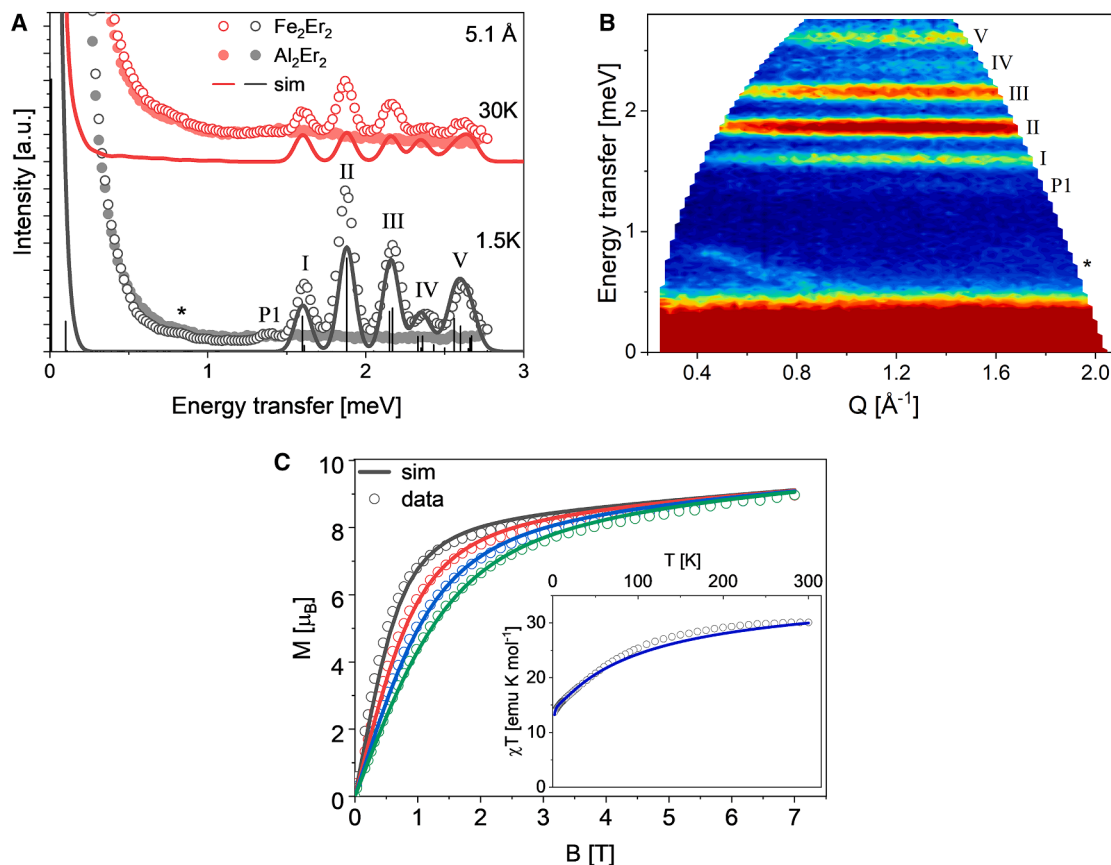 A
Fe₂Er₂
Al₂Er₂
sim
5.1 Å
30K
1.5K
I
II
III
IV
V
P1
*
Intensity [a.u.]
0 1 2 3
Energy transfer [meV]
B
V
IV
III
II
I
P1
*
Energy transfer [meV]
2
1
0
0.4 0.8 1.2 1.6 2.0
Q [Å⁻¹]
C
sim
data
M [μB]
10
8
6
4
2
0
0 1 2 3 4 5 6 7
B [T]
T [K]
0 100 200 300
χT [emu K mol⁻¹]
30
20
10
0